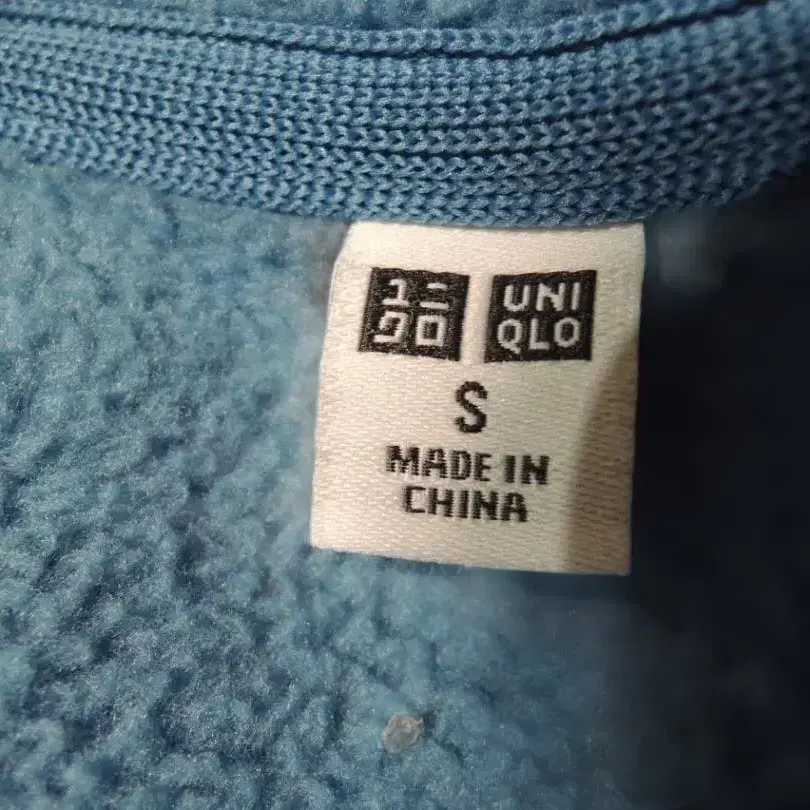 ユニ UNI
クロ QLO
S
MADE IN
CHINA